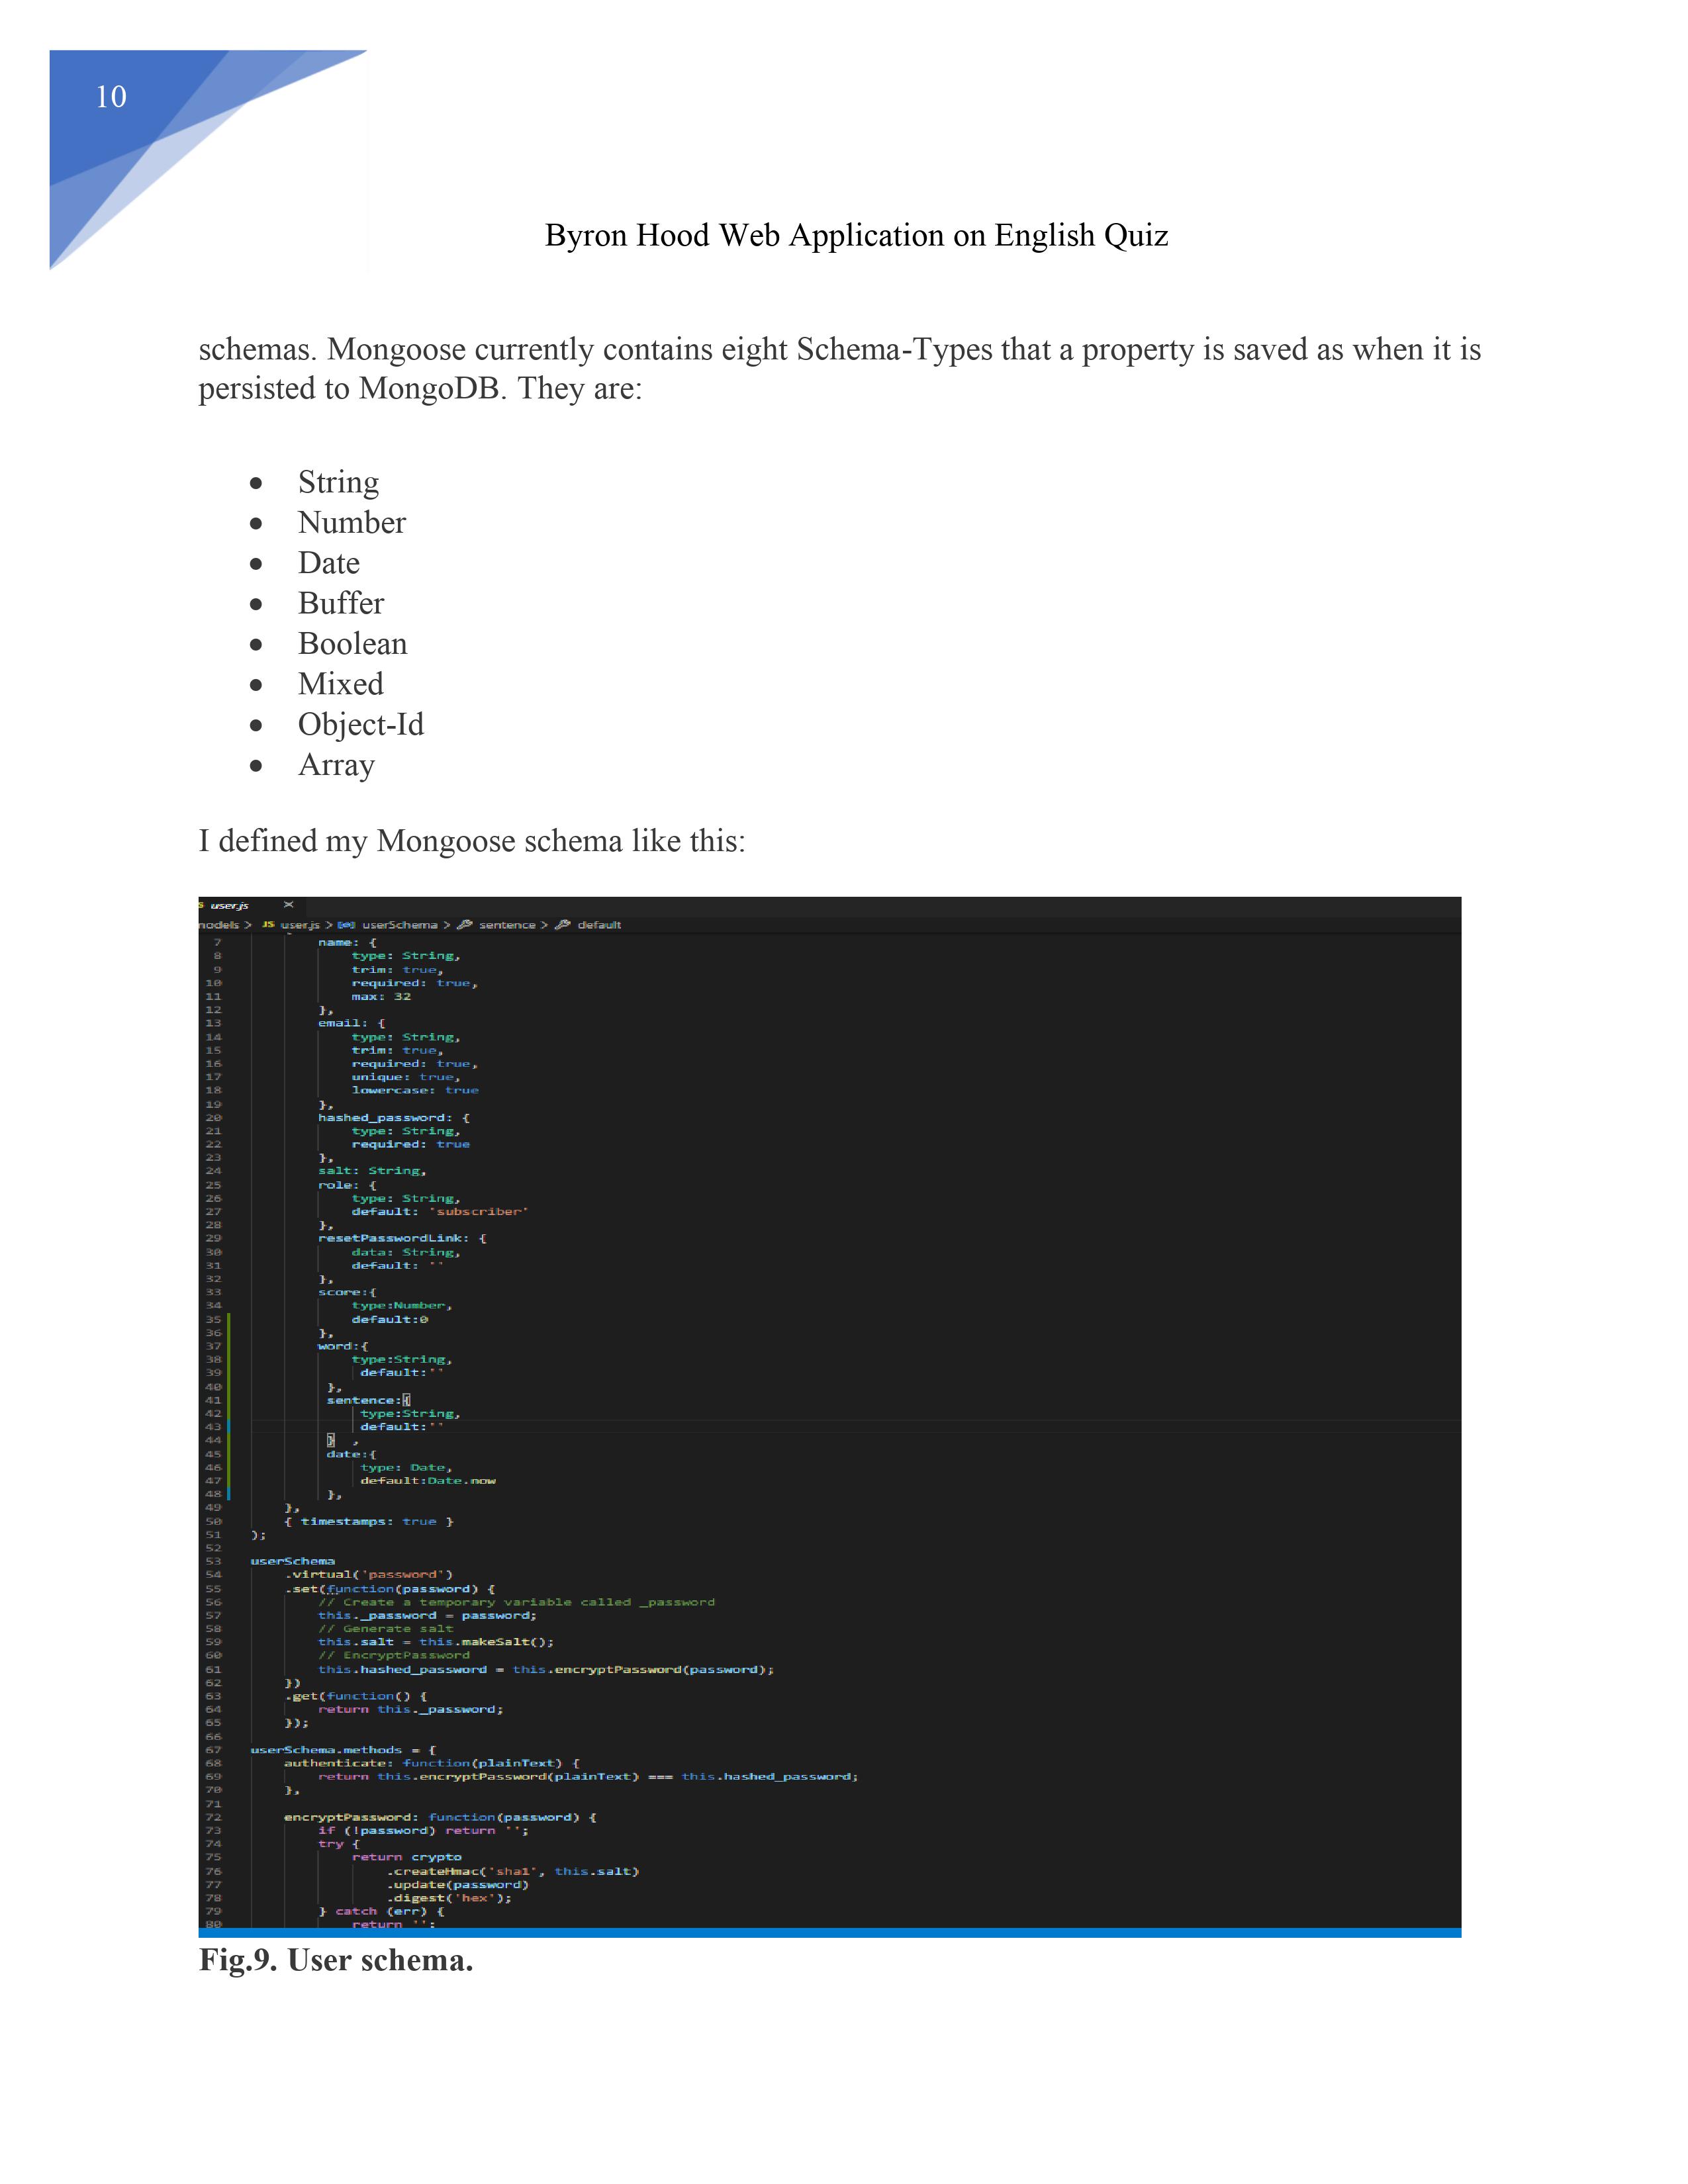 10
Byron Hood Web Application on English Quiz
schemas. Mongoose currently contains eight Schema-Types that a property is saved as when it is
persisted to MongoDB. They are:
• String
• Number
• Date
• Buffer
• Boolean
• Mixed
• Object-Id
• Array
I defined my Mongoose schema like this:
user.js ×
models > JS user.js > userSchema > sentence > default
7 name: {
8 type: String,
9 trim: true,
10 required: true,
11 max: 32
12 },
13 email: {
14 type: String,
15 trim: true,
16 required: true,
17 unique: true,
18 lowercase: true
19 },
20 hashed_password: {
21 type: String,
22 required: true
23 },
24 salt: String,
25 role: {
26 type: String,
27 default: 'subscriber'
28 },
29 resetPasswordLink: {
30 data: String,
31 default: ''
32 },
33 score:{
34 type:Number,
35 default:0
36 },
37 word:{
38 type:String,
39 default:''
40 },
41 sentence:{
42 type:String,
43 default:''
44 } ,
45 date:{
46 type: Date,
47 default:Date.now
48 },
49 },
50 { timestamps: true }
51 );
52
53 userSchema
54 .virtual('password')
55 .set(function(password) {
56 // Create a temporary variable called _password
57 this._password = password;
58 // Generate salt
59 this.salt = this.makeSalt();
60 // EncryptPassword
61 this.hashed_password = this.encryptPassword(password);
62 })
63 .get(function() {
64 return this._password;
65 });
66
67 userSchema.methods = {
68 authenticate: function(plainText) {
69 return this.encryptPassword(plainText) === this.hashed_password;
70 },
71
72 encryptPassword: function(password) {
73 if (!password) return '';
74 try {
75 return crypto
76 .createHmac('sha1', this.salt)
77 .update(password)
78 .digest('hex');
79 } catch (err) {
80 return '';
Fig.9. User schema.